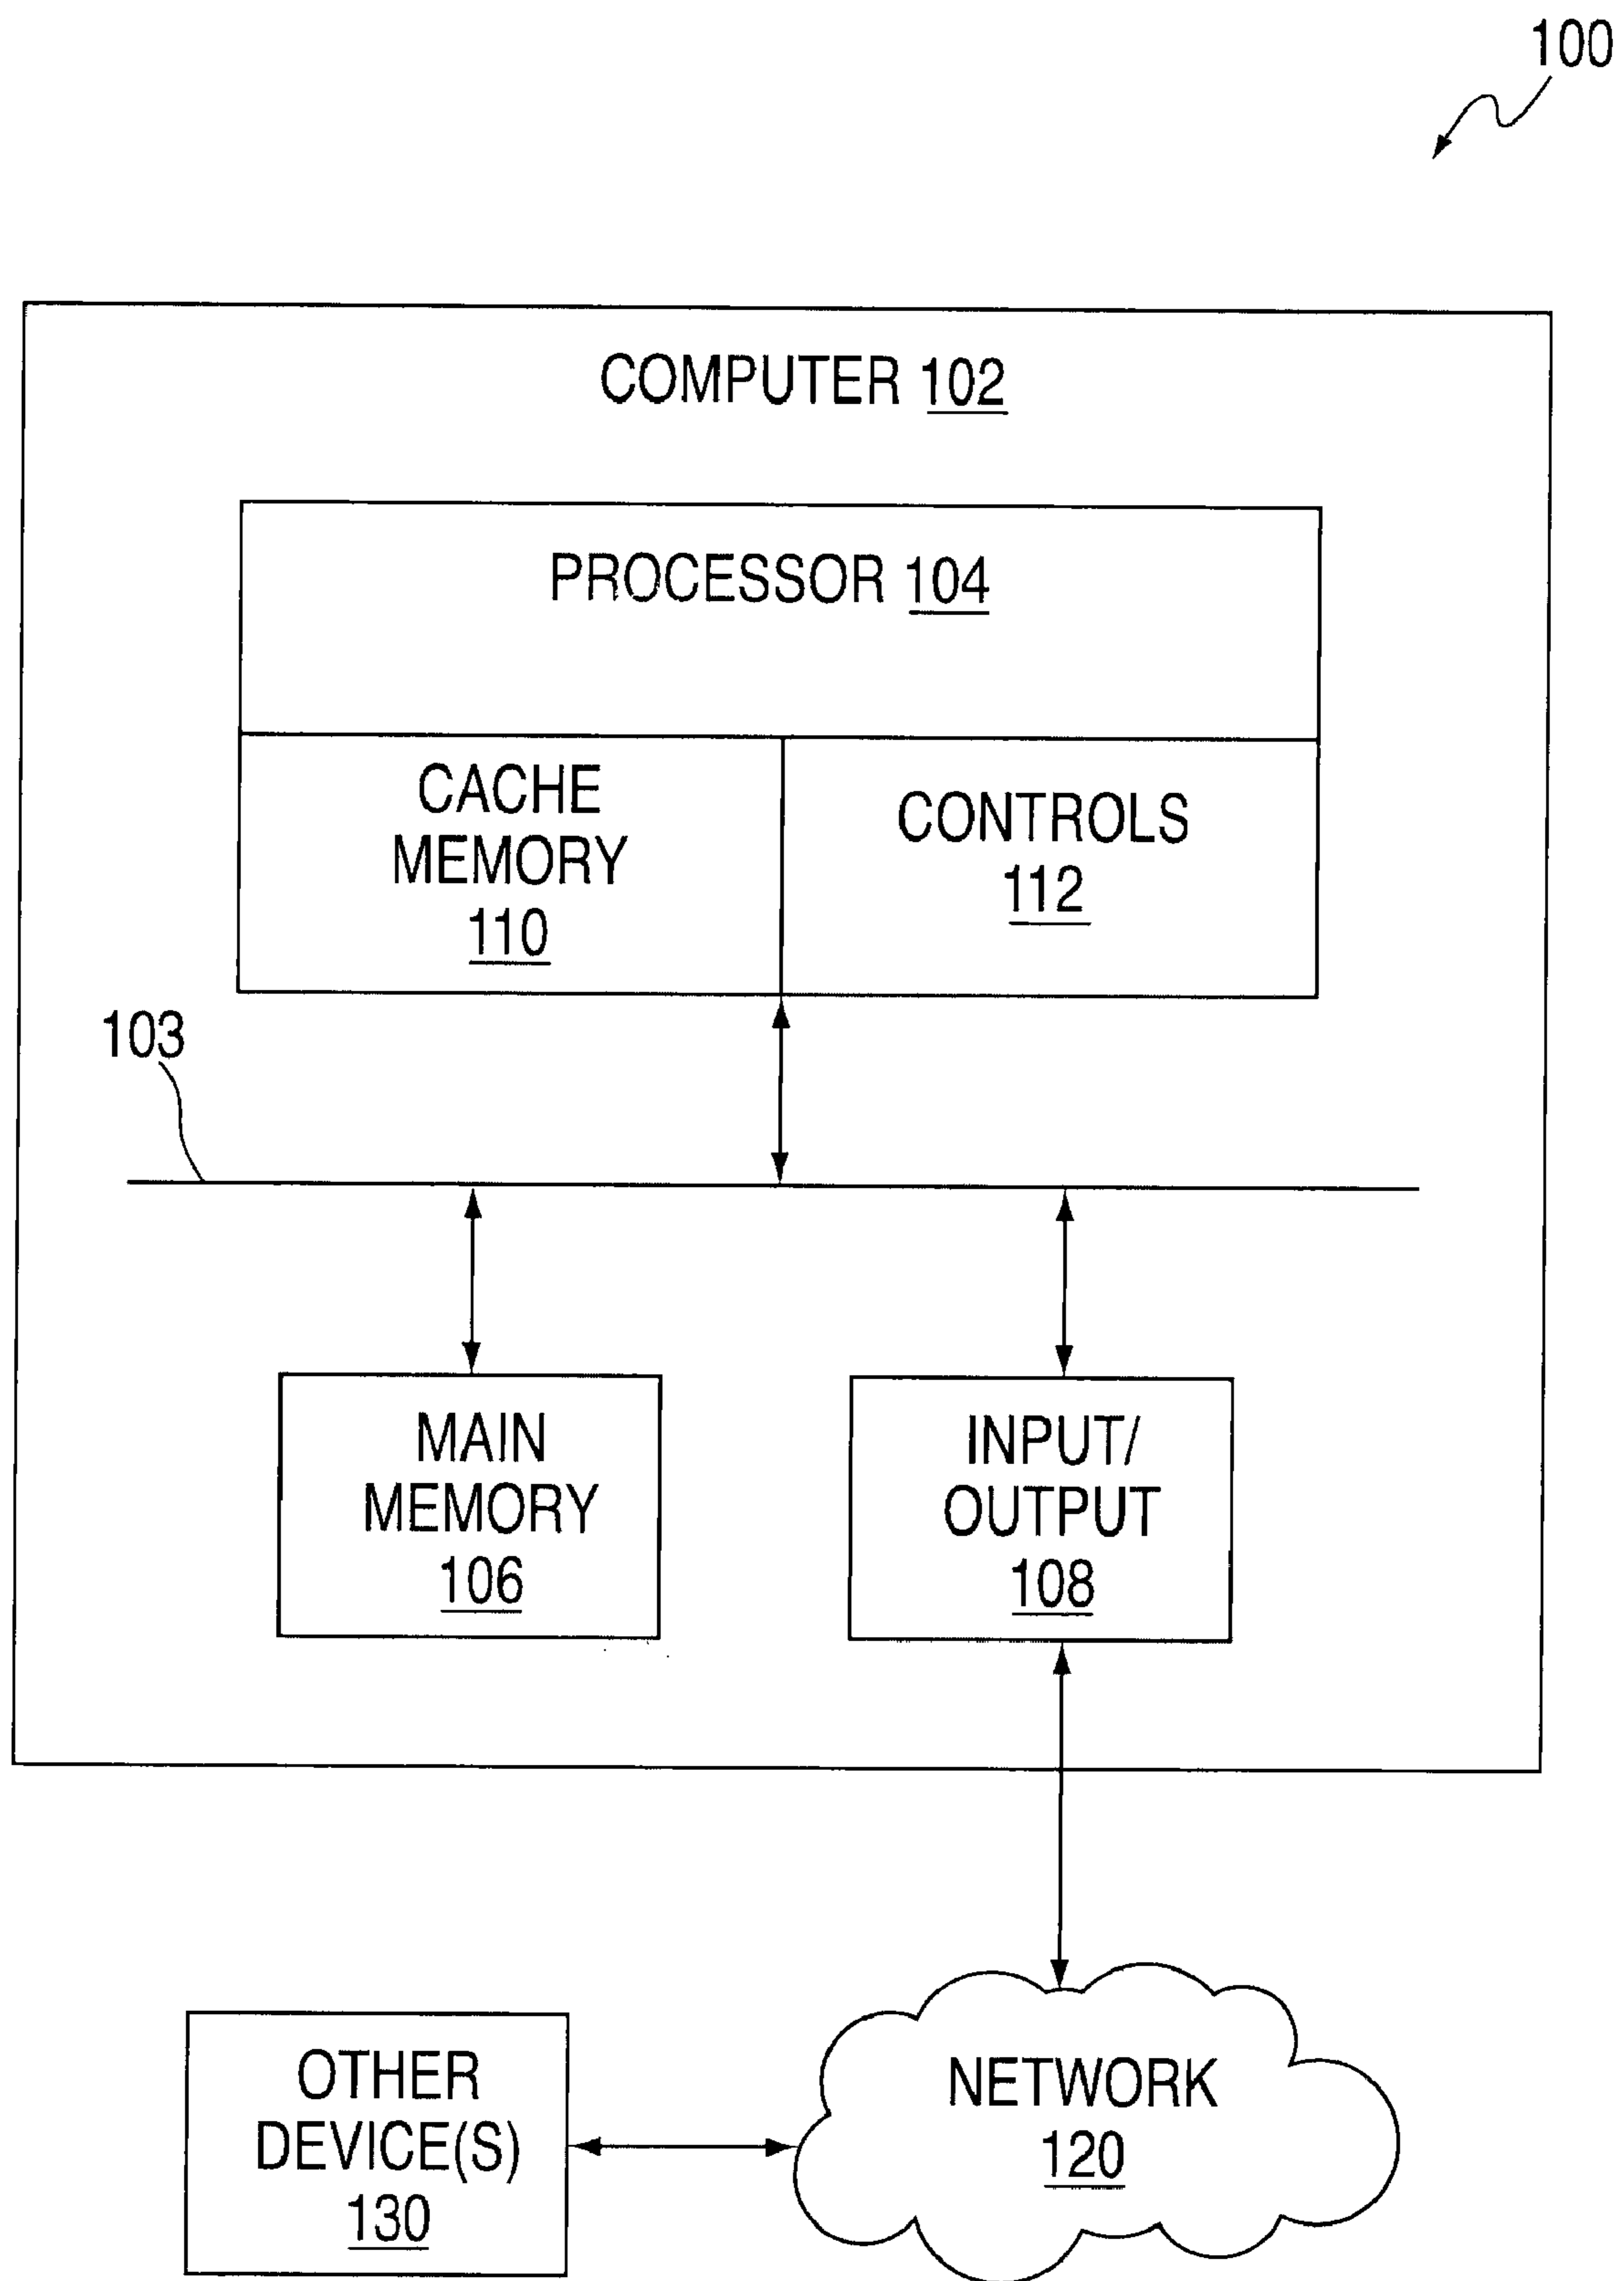 100
COMPUTER 102
PROCESSOR 104
CACHE
MEMORY
110
CONTROLS
112
103
MAIN
MEMORY
106
INPUT/
OUTPUT
108
OTHER
DEVICE(S)
130
NETWORK
120